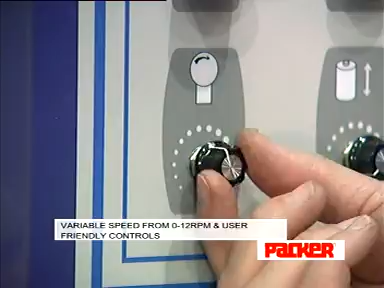 VARIABLE SPEED FROM 0-12RPM & USER
FRIENDLY CONTROLS
PACKER